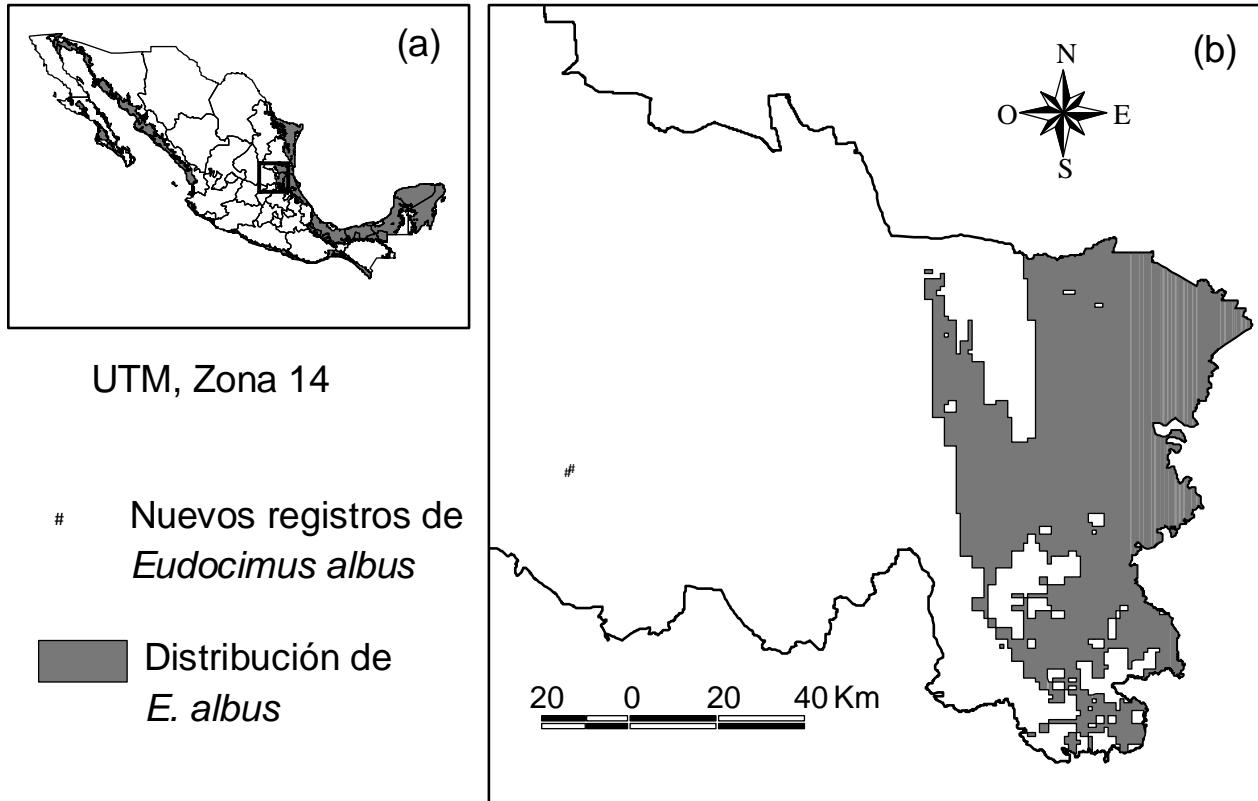 (a)
UTM, Zona 14
# Nuevos registros de
Eudocimus albus
Distribución de
E. albus
(b)
N
O E
S
##
20 0 20 40 Km